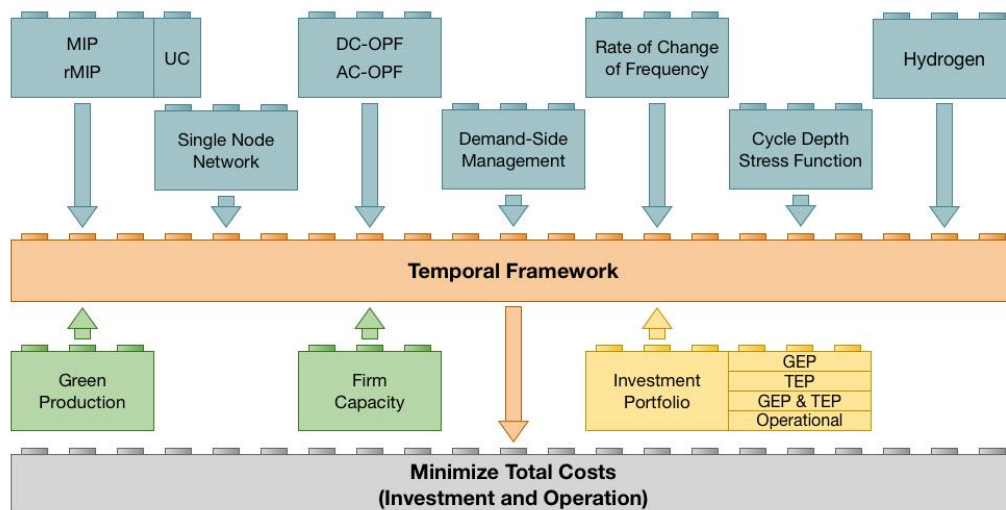 MIP
rMIP
UC
DC-OPF
AC-OPF
Rate of Change
of Frequency
Hydrogen
Single Node
Network
Demand-Side
Management
Cycle Depth
Stress Function
Temporal Framework
Green
Production
Firm
Capacity
Investment
Portfolio
GEP
TEP
GEP & TEP
Operational
Minimize Total Costs
(Investment and Operation)